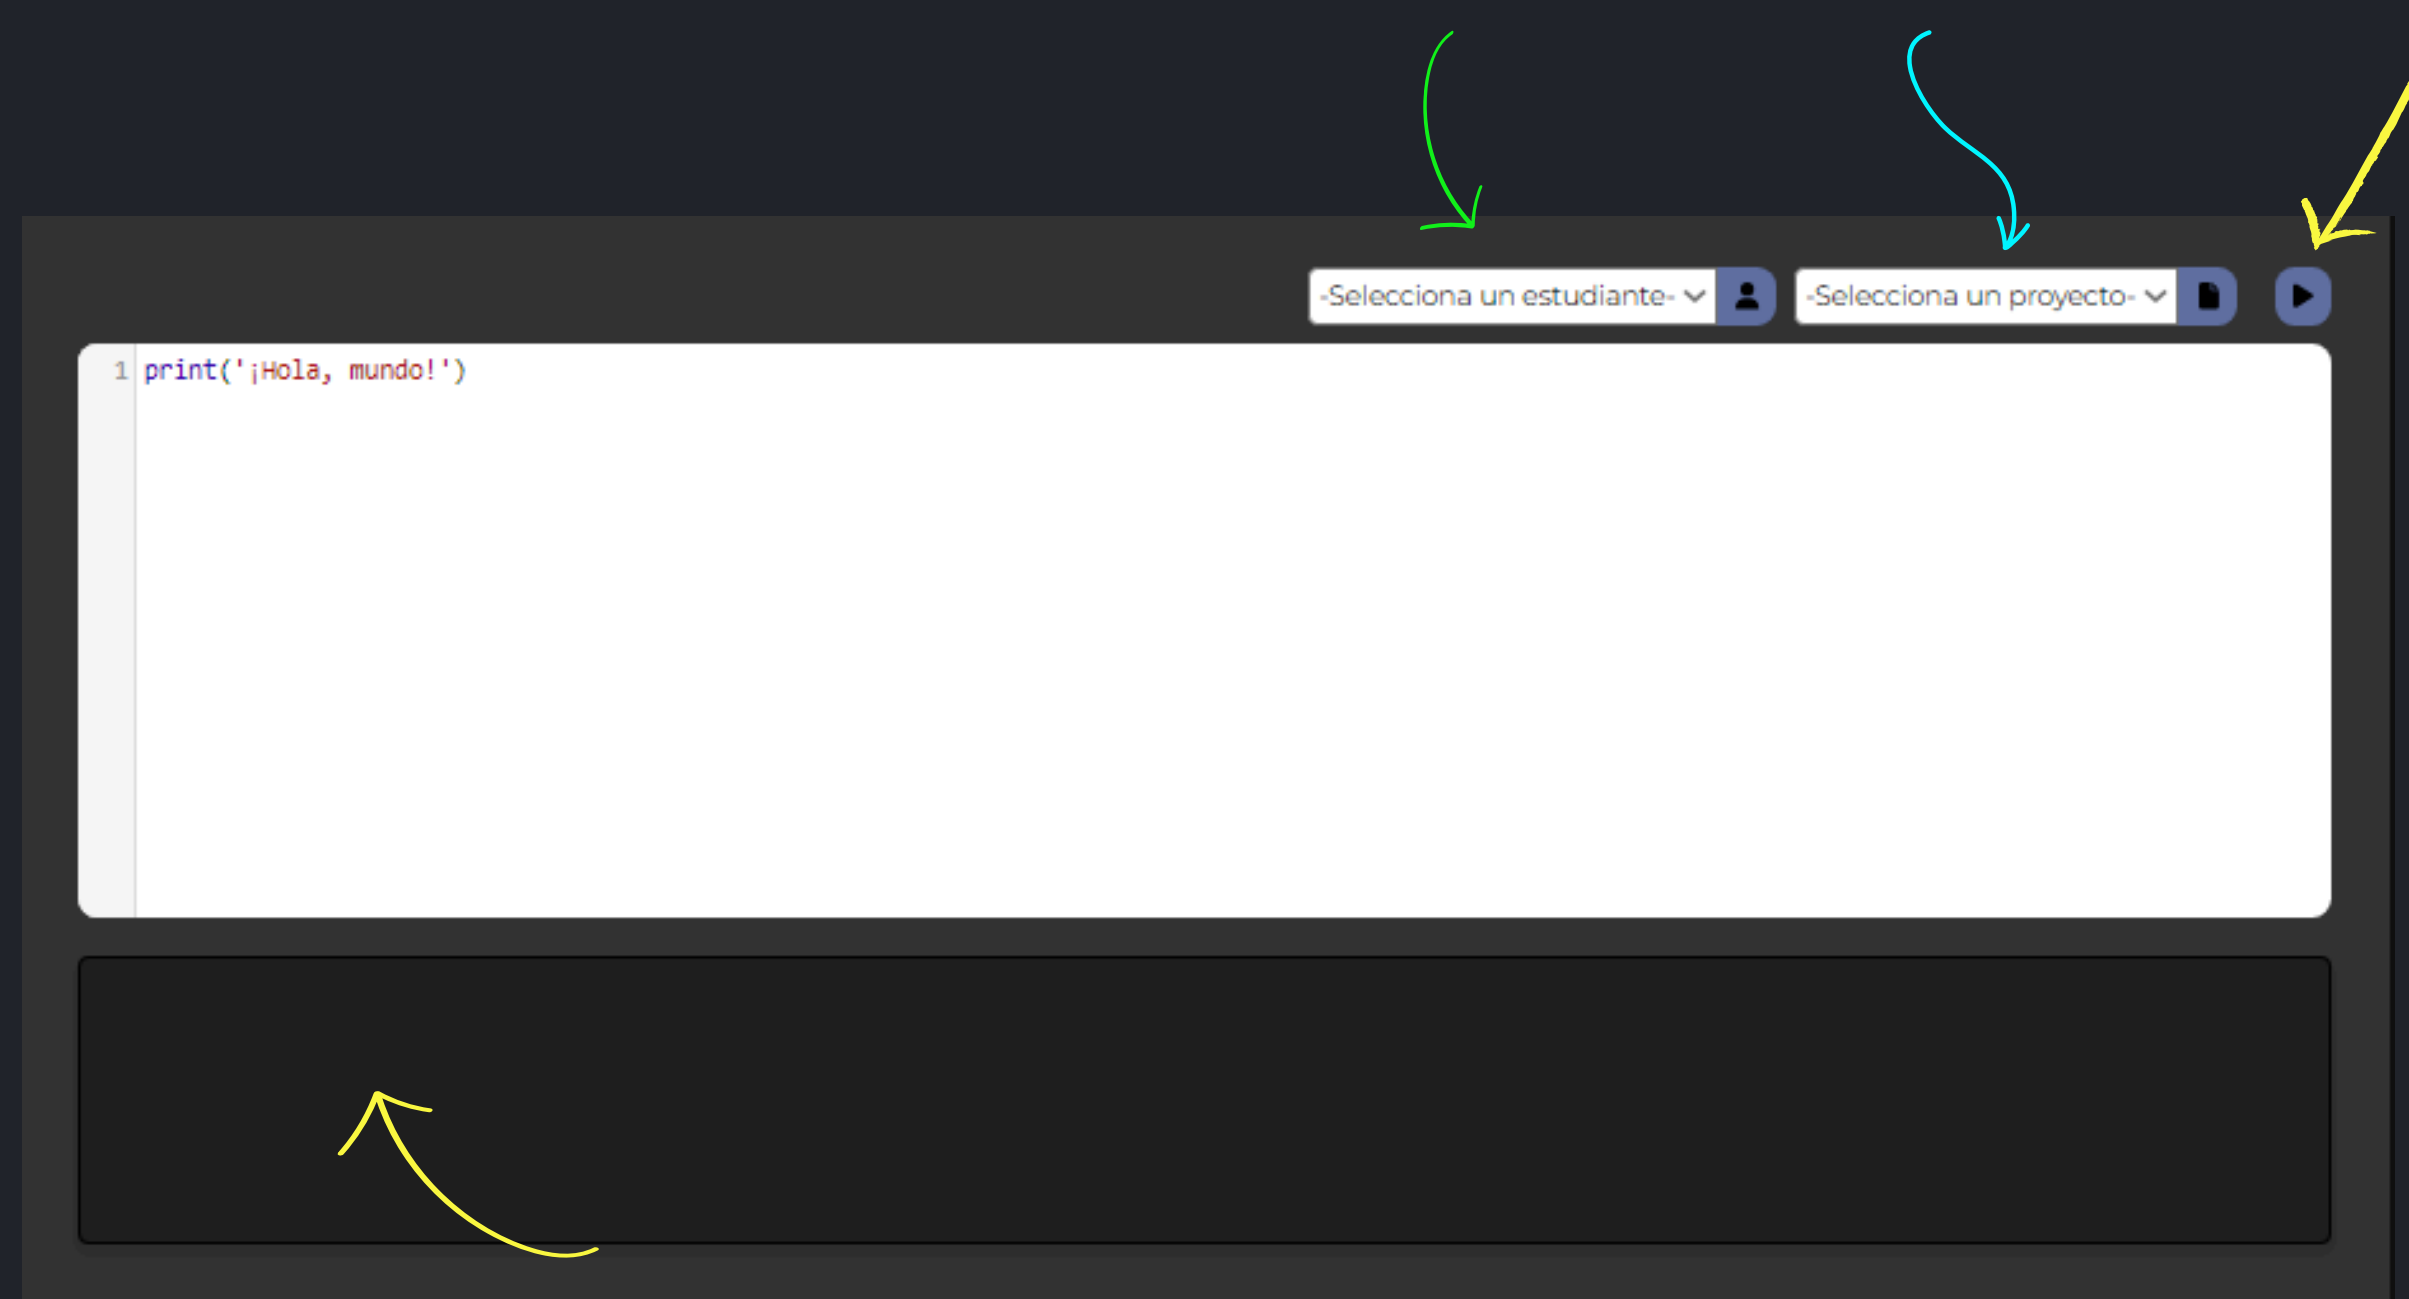 -Selecciona un estudiante- -Selecciona un proyecto-
1 print('¡Hola, mundo!')